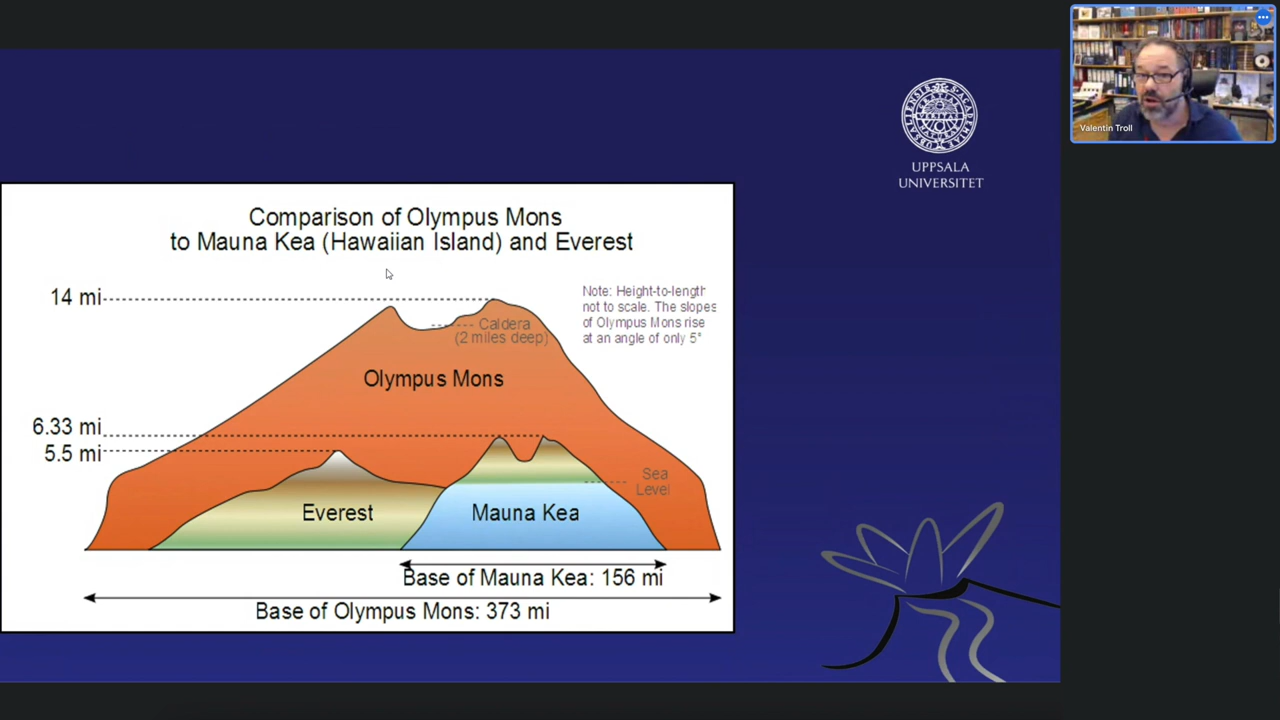 Valentin Troll
UPPSALA
UNIVERSITET
Comparison of Olympus Mons
to Mauna Kea (Hawaiian Island) and Everest
14 mi
Note: Height-to-length
not to scale. The slopes
of Olympus Mons rise
at an angle of only 5°
Caldera
(2 miles deep)
Olympus Mons
6.33 mi
5.5 mi
Sea
Level
Everest
Mauna Kea
Base of Mauna Kea: 156 mi
Base of Olympus Mons: 373 mi